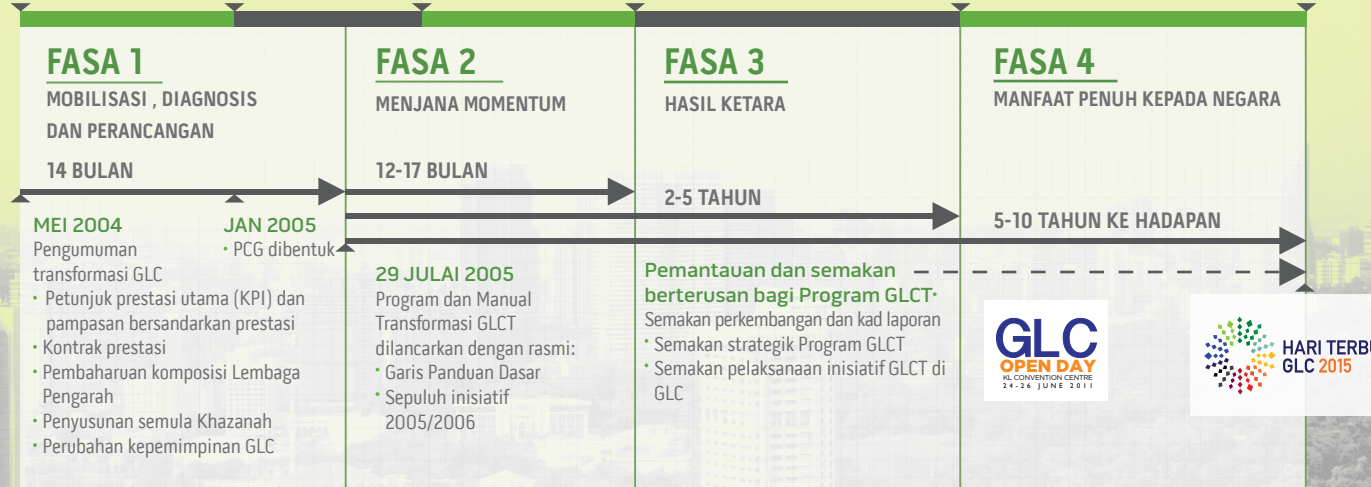 FASA 1
MOBILISASI , DIAGNOSIS
DAN PERANCANGAN
14 BULAN
MEI 2004
Pengumuman
transformasi GLC
• Petunjuk prestasi utama (KPI) dan
pampasan bersandarkan prestasi
• Kontrak prestasi
• Pembaharuan komposisi Lembaga
Pengarah
• Penyusunan semula Khazanah
• Perubahan kepemimpinan GLC
JAN 2005
• PCG dibentuk
FASA 2
MENJANA MOMENTUM
12-17 BULAN
29 JULAI 2005
Program dan Manual
Transformasi GLCT
dilancarkan dengan rasmi:
• Garis Panduan Dasar
• Sepuluh inisiatif
2005/2006
FASA 3
HASIL KETARA
2-5 TAHUN
Pemantauan dan semakan
berterusan bagi Program GLCT•
Semakan perkembangan dan kad laporan
• Semakan strategik Program GLCT
• Semakan pelaksanaan inisiatif GLCT di
GLC
FASA 4
MANFAAT PENUH KEPADA NEGARA
5-10 TAHUN KE HADAPAN
GLC
OPEN DAY
KL CONVENTION CENTRE
24-26 JUNE 2011
HARI
GLC 2015